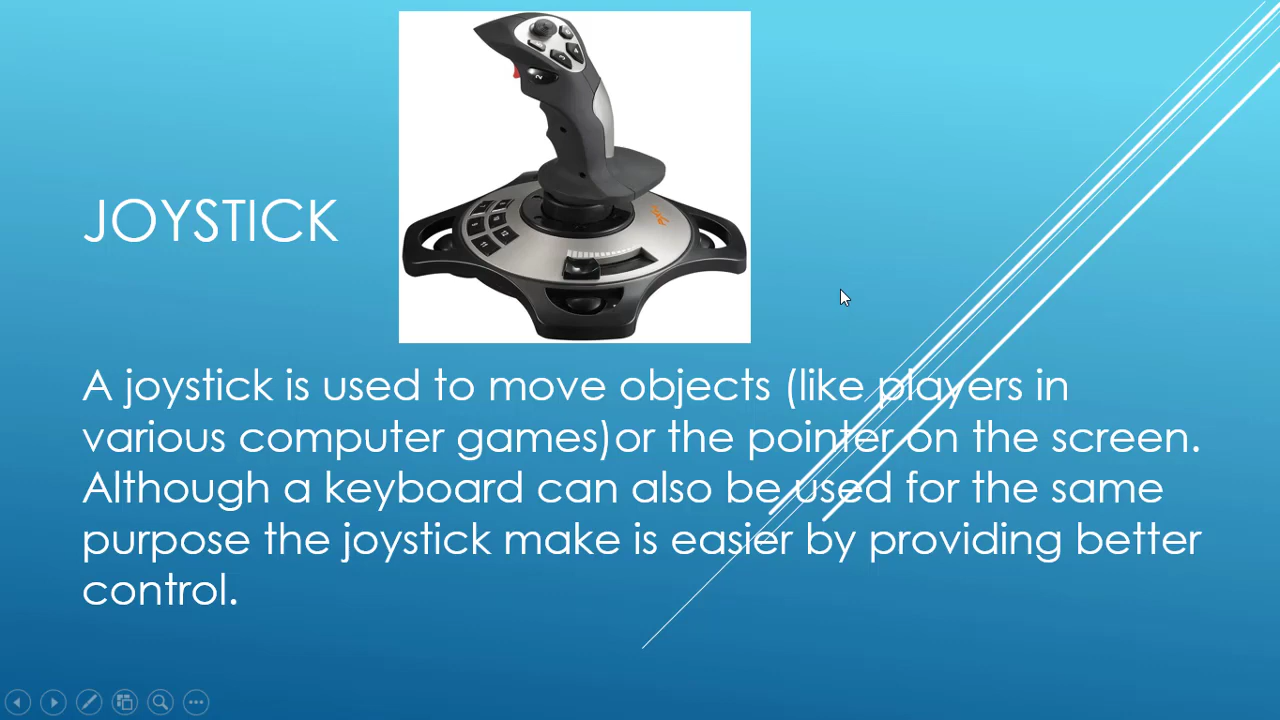 JOYSTICK
A joystick is used to move objects (like players in
various computer games)or the pointer on the screen.
Although a keyboard can also be used for the same
purpose the joystick make is easier by providing better
control.